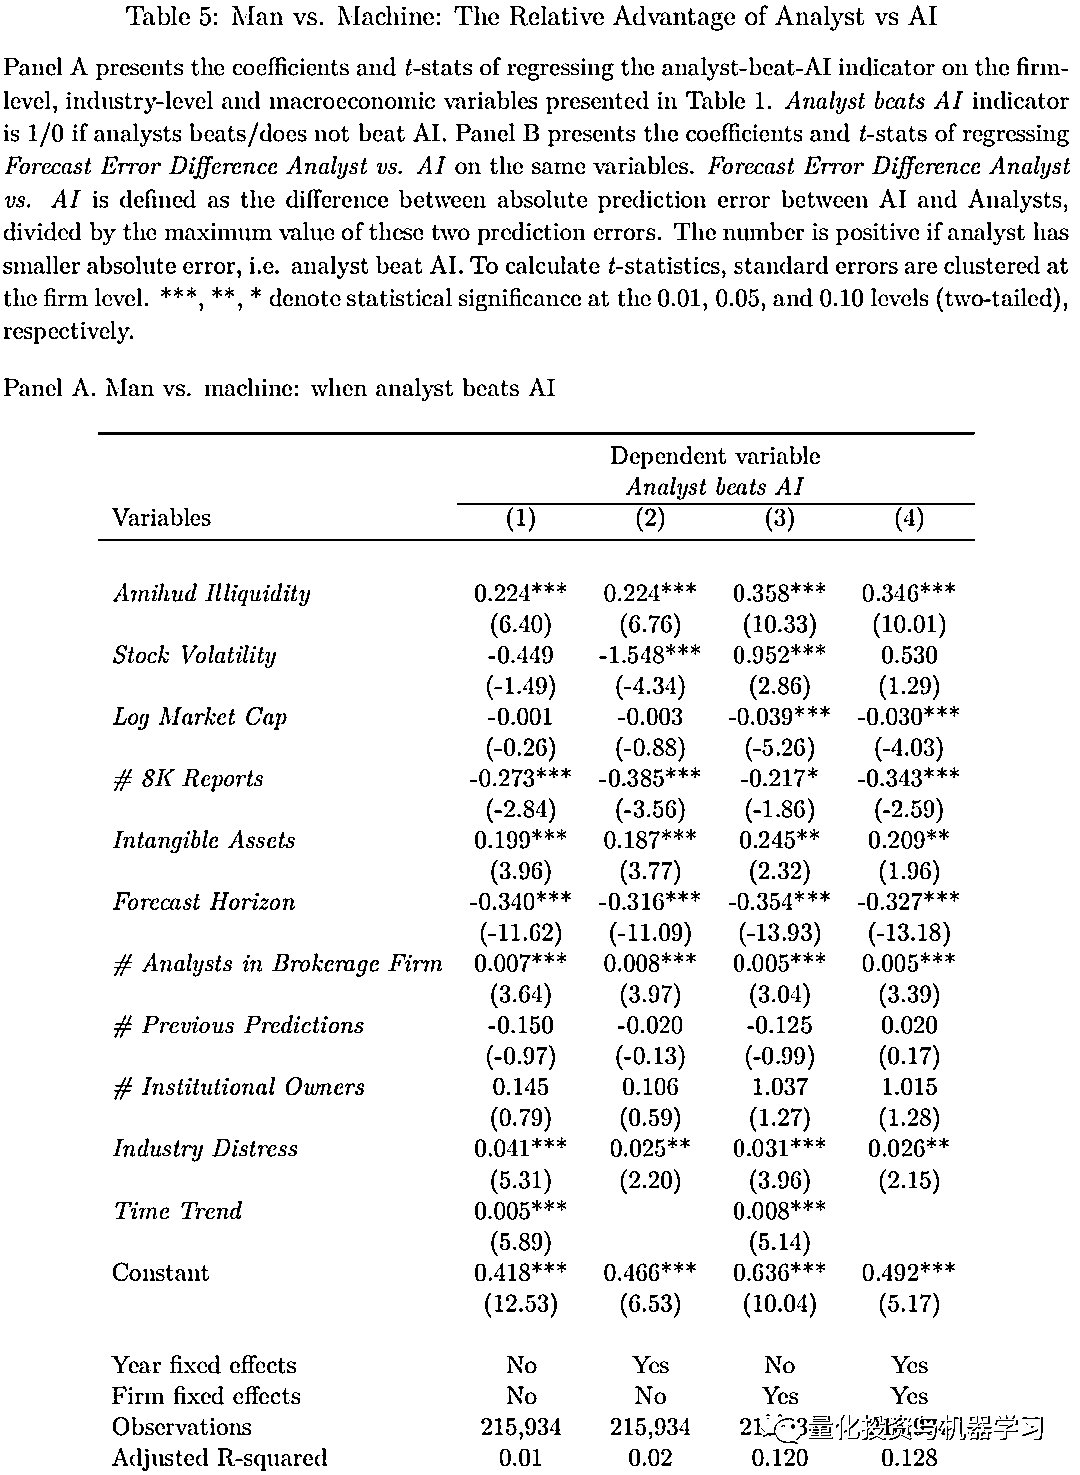 Table 5: Man vs. Machine: The Relative Advantage of Analyst vs AI
Panel A presents the coefficients and t-stats of regressing the analyst-beat-AI indicator on the firm-
level, industry-level and macroeconomic variables presented in Table 1. Analyst beats AI indicator
is 1/0 if analysts beats/does not beat AI. Panel B presents the coefficients and t-stats of regressing
Forecast Error Difference Analyst vs. AI on the same variables. Forecast Error Difference Analyst
vs. AI is defined as the difference between absolute prediction error between AI and Analysts,
divided by the maximum value of these two prediction errors. The number is positive if analyst has
smaller absolute error, i.e. analyst beat AI. To calculate t-statistics, standard errors are clustered at
the firm level. ***, **, * denote statistical significance at the 0.01, 0.05, and 0.10 levels (two-tailed),
respectively.
Panel A. Man vs. machine: when analyst beats AI
Dependent variable
Analyst beats AI
Variables (1) (2) (3) (4)
Amihud Illiquidity 0.224*** 0.224*** 0.358*** 0.346***
(6.40) (6.76) (10.33) (10.01)
Stock Volatility -0.449 -1.548*** 0.952*** 0.530
(-1.49) (-4.34) (2.86) (1.29)
Log Market Cap -0.001 -0.003 -0.039*** -0.030***
(-0.26) (-0.88) (-5.26) (-4.03)
# 8K Reports -0.273*** -0.385*** -0.217* -0.343***
(-2.84) (-3.56) (-1.86) (-2.59)
Intangible Assets 0.199*** 0.187*** 0.245** 0.209**
(3.96) (3.77) (2.32) (1.96)
Forecast Horizon -0.340*** -0.316*** -0.354*** -0.327***
(-11.62) (-11.09) (-13.93) (-13.18)
# Analysts in Brokerage Firm 0.007*** 0.008*** 0.005*** 0.005***
(3.64) (3.97) (3.04) (3.39)
# Previous Predictions -0.150 -0.020 -0.125 0.020
(-0.97) (-0.13) (-0.99) (0.17)
# Institutional Owners 0.145 0.106 1.037 1.015
(0.79) (0.59) (1.27) (1.28)
Industry Distress 0.041*** 0.025** 0.031*** 0.026**
(5.31) (2.20) (3.96) (2.15)
Time Trend 0.005*** 0.008***
(5.89) (5.14)
Constant 0.418*** 0.466*** 0.636*** 0.492***
(12.53) (6.53) (10.04) (5.17)
Year fixed effects No Yes No Yes
Firm fixed effects No No Yes Yes
Observations 215,934 215,934
量化投资与机器学习
Adjusted R-squared 0.01 0.02 0.120 0.128